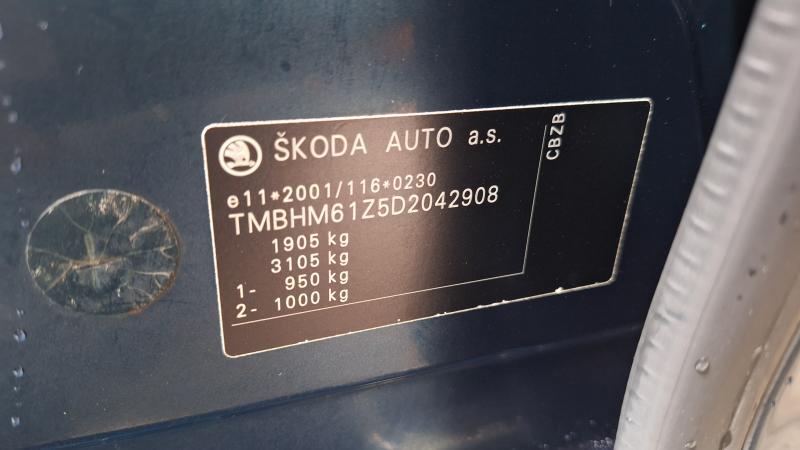 ŠKODA AUTO a.s.
CBZB
e11*2001/116*0230
TMBHM61Z5D2042908
1905 kg
3105 kg
1- 950 kg
2- 1000 kg